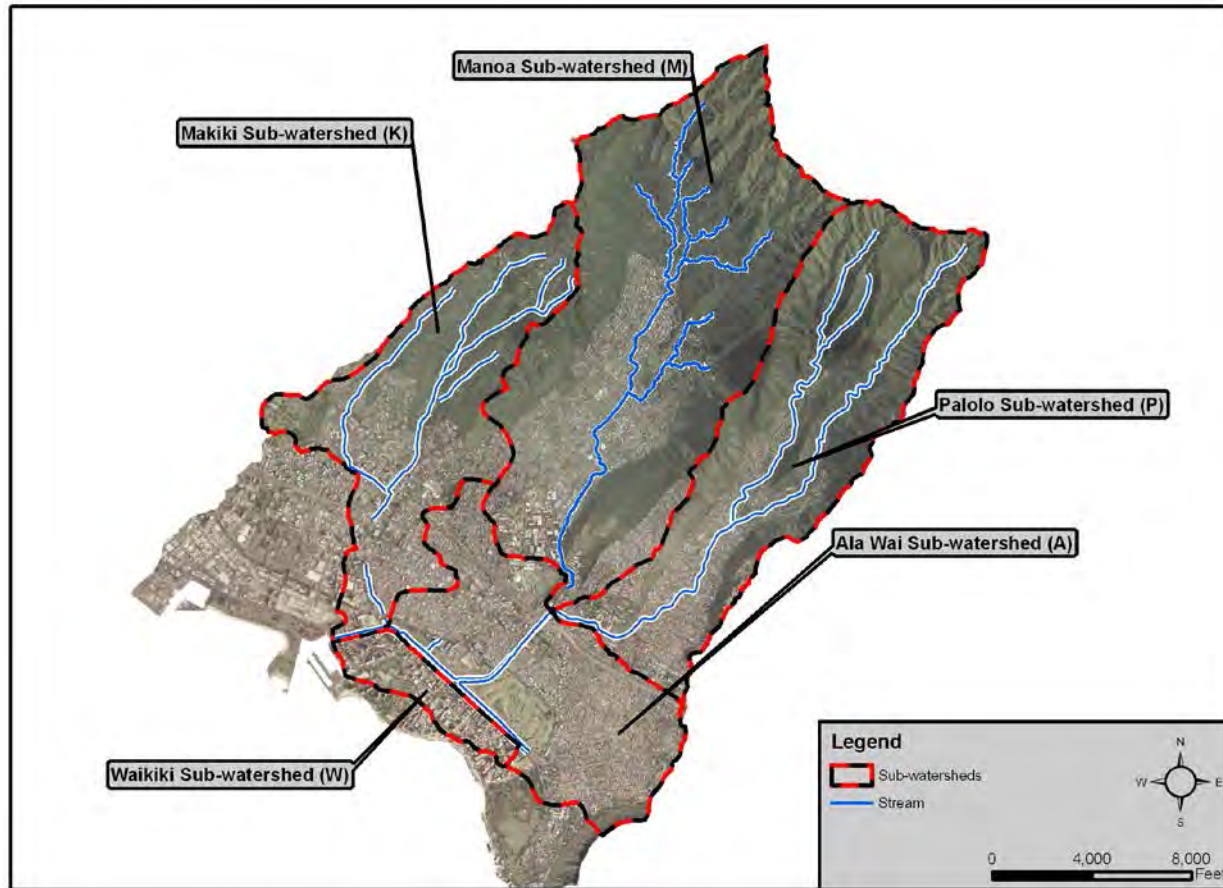 Manoa Sub-watershed (M)
Makiki Sub-watershed (K)
Palolo Sub-watershed (P)
Ala Wai Sub-watershed (A)
Waikiki Sub-watershed (W)
Legend
Sub-watersheds
Stream
N
W E
S
0 4,000 8,000
Feet